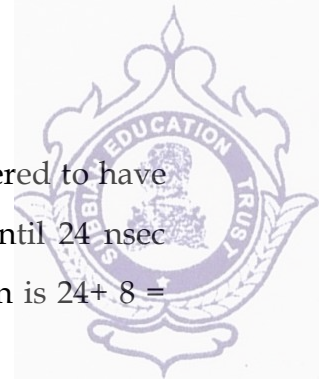 ered to have
ntil 24 nsec
n is 24+ 8 =
EDUCATION TRUST